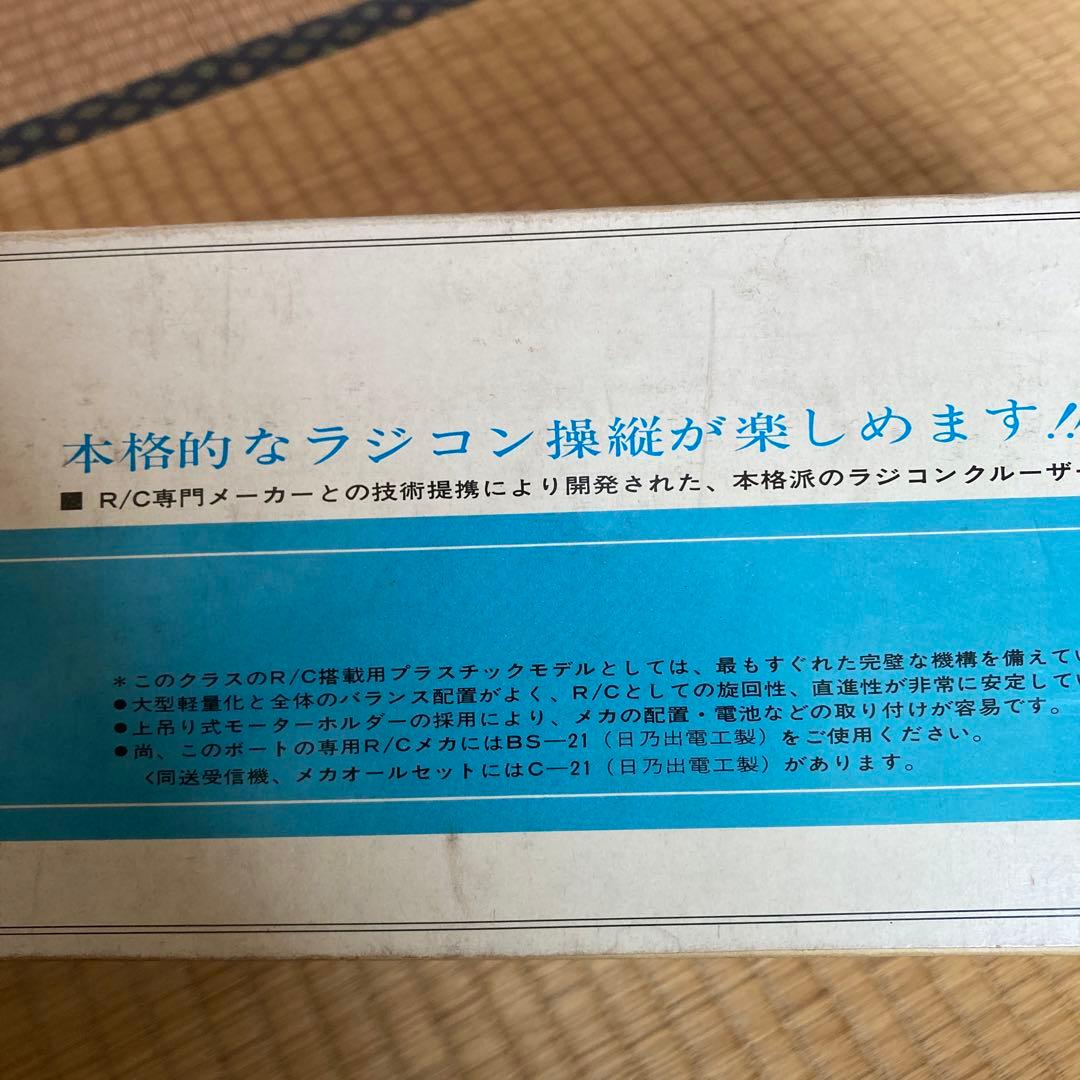 本格的なラジコン操縦が楽しめます!!
■ R/C専門メーカーとの技術提携により開発された、本格派のラジコンクルーザー
＊このクラスのR/C搭載用プラスチックモデルとしては、最もすぐれた完璧な機構を備えてい
●大型軽量化と全体のバランス配置がよく、R/Cとしての旋回性、直進性が非常に安定してい
●上吊り式モーターホルダーの採用により、メカの配置・電池などの取り付けが容易です。
●尚、このボートの専用R/CメカにはBS—21（日乃出電工製）をご使用ください。
〈同送受信機、メカオールセットにはC—21（日乃出電工製）があります。